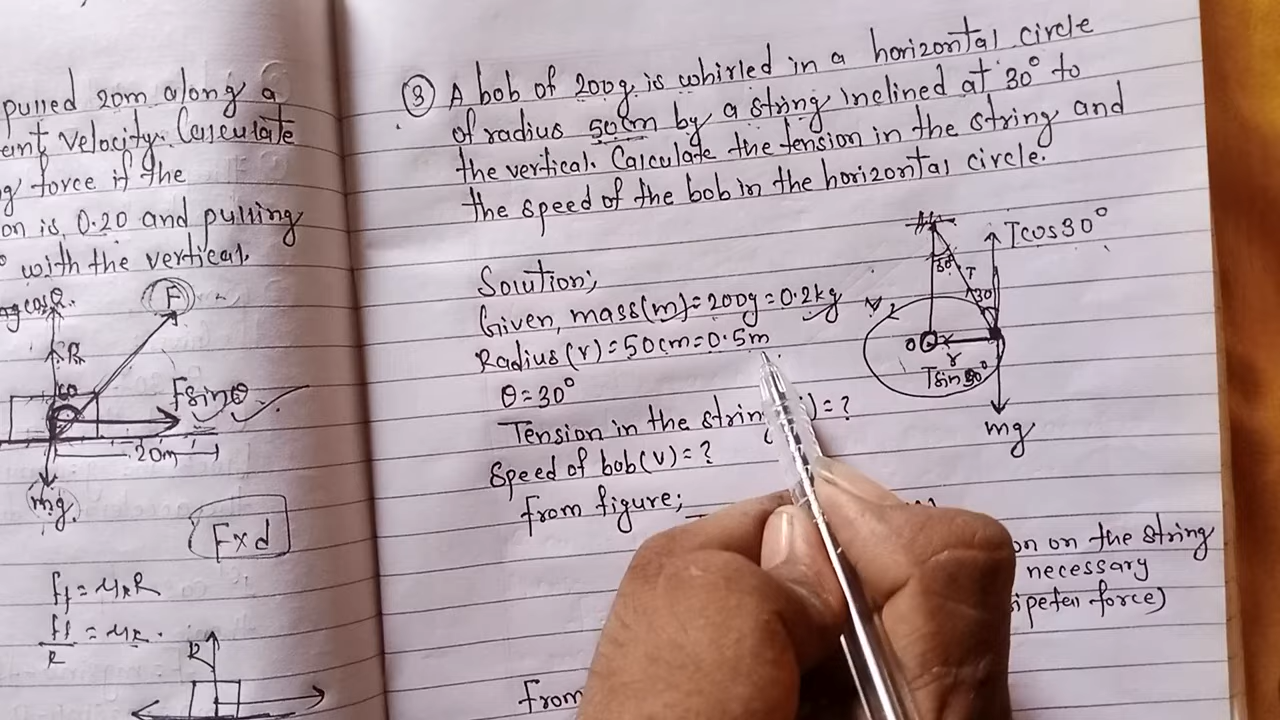 pulled 20m along a
velocity. Calculate
force if the
on is 0.20 and pulling
with the vertical.
F
R
60
Fsinθ
20m
mg
F×d
R
R
③ A bob of 200g is whirled in a horizontal circle
of radius 50cm by a string inclined at 30° to
the vertical. Calculate the tension in the string and
the speed of the bob in the horizontal circle.
Solution;
Given, mass(m)=200g=0.2kg
Radius(r)=50cm=0.5m
θ=30°
Tension in the string )=?
Speed of bob(v)=?
From figure;
Tcos30°
30°
T
30
O
r
Tsin30°
mg
on on the string
necessary
force)
From